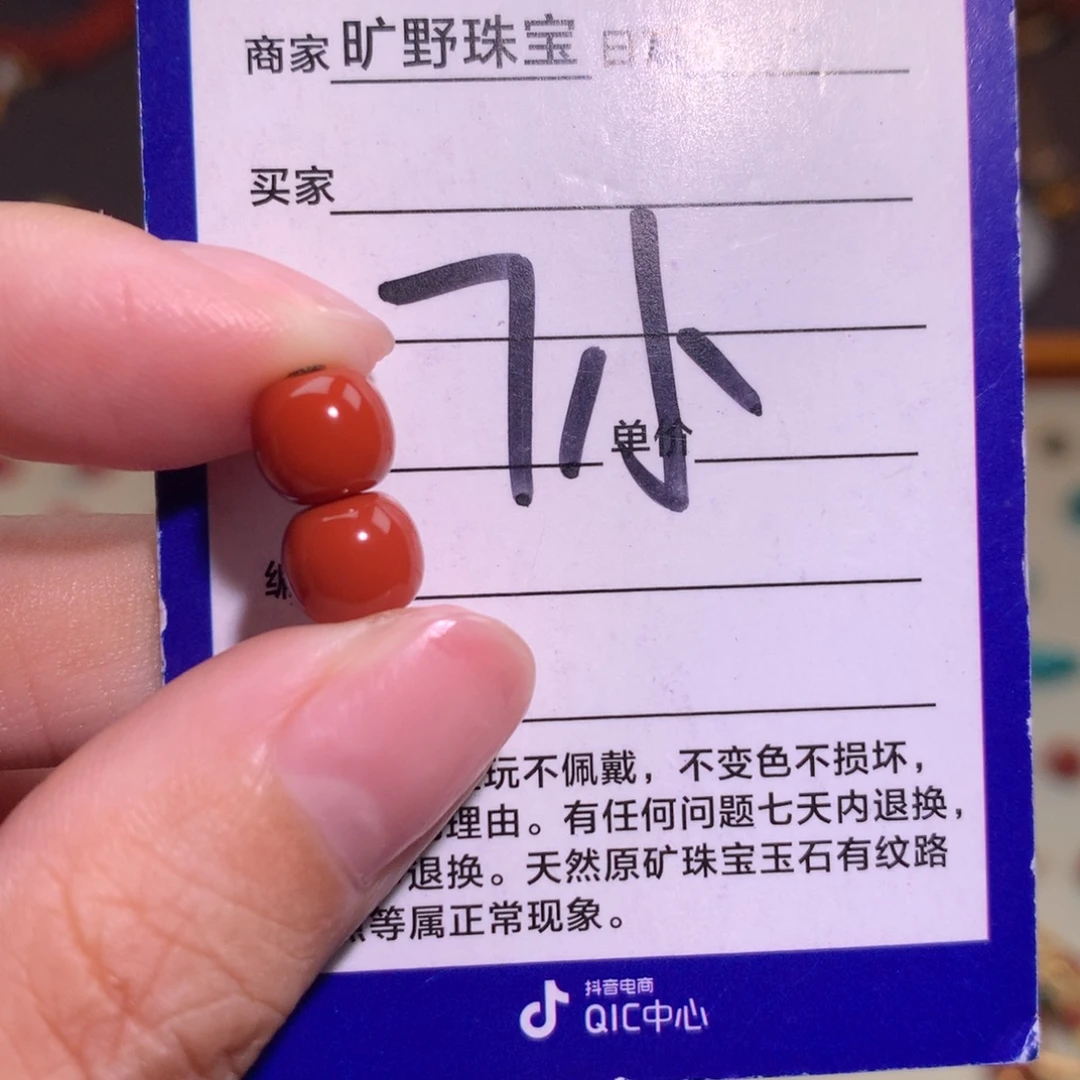 商家 旷野珠宝 日
买家
7小
单价
编
玩不佩戴，不变色不损坏，
理由。有任何问题七天内退换，
退换。天然原矿珠宝玉石有纹路
等属正常现象。
抖音电商
QIC中心